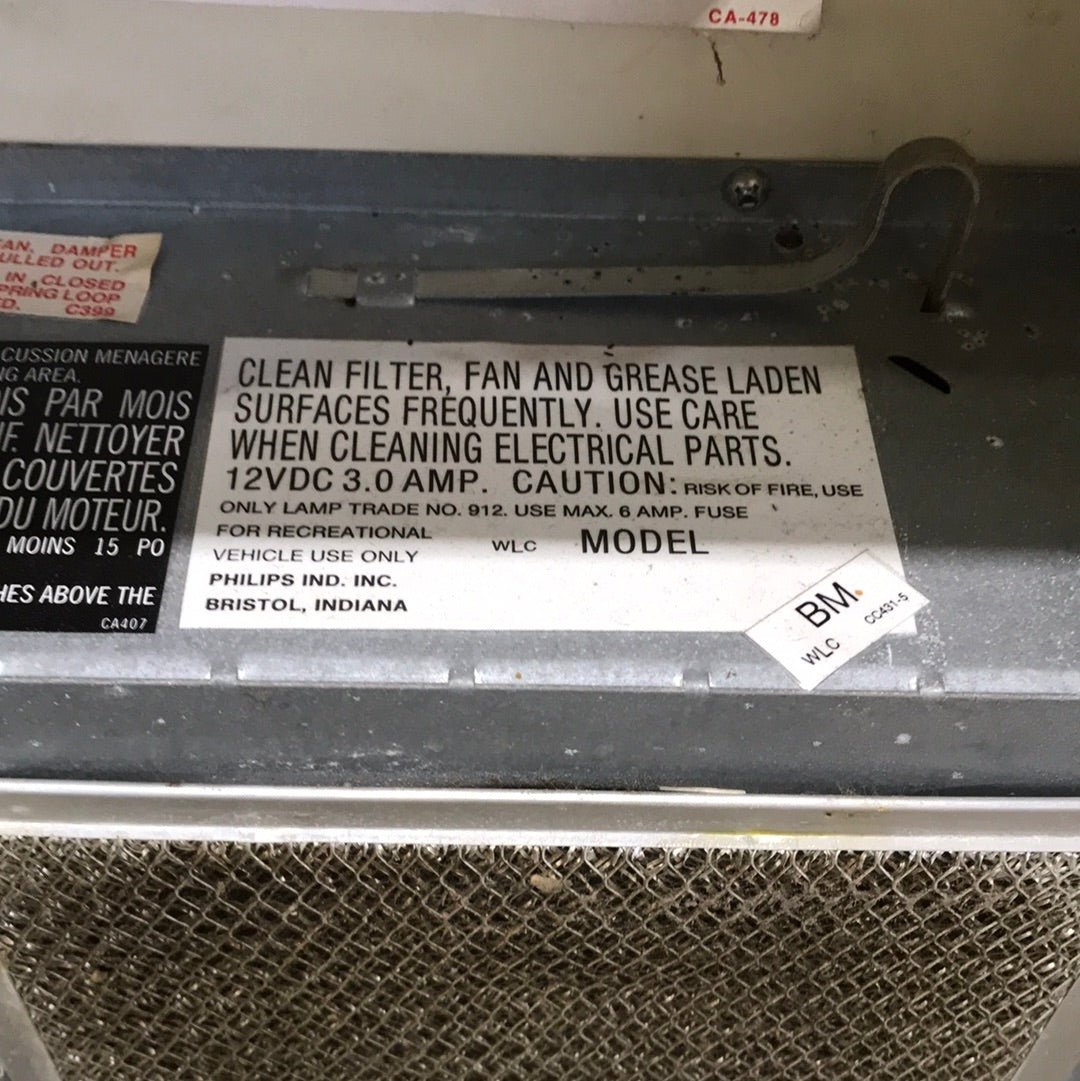 CA-478
AN, DAMPER
ULLED OUT.
IN CLOSED
PRING LOOP
C399
CUSSION MENAGERE
NG AREA.
IS PAR MOIS
NETTOYER
COUVERTES
DU MOTEUR.
MOINS 15 PO
HES ABOVE THE
CA407
CLEAN FILTER, FAN AND GREASE LADEN
SURFACES FREQUENTLY. USE CARE
WHEN CLEANING ELECTRICAL PARTS.
12VDC 3.0 AMP. CAUTION: RISK OF FIRE, USE
ONLY LAMP TRADE NO. 912. USE MAX. 6 AMP. FUSE
FOR RECREATIONAL
VEHICLE USE ONLY WLC MODEL
PHILIPS IND. INC.
BRISTOL, INDIANA
BM.
WLC CC431-5